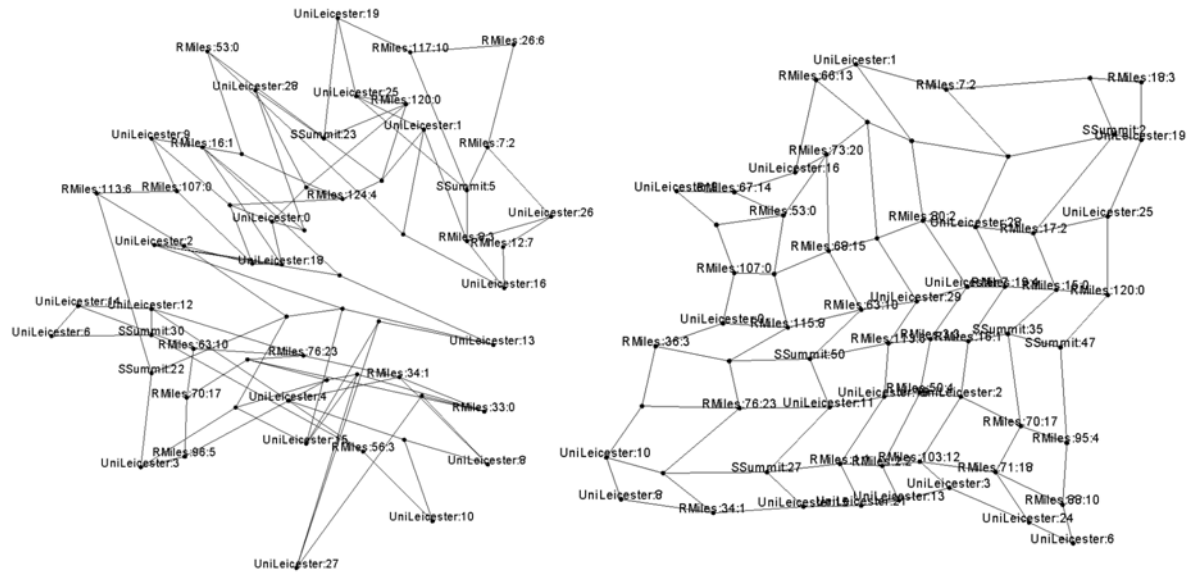 UniLeicester:19
RMiles:26:6
RMiles:53:0
RMiles:117:10
UniLeicester:28
UniLeicester:25
RMiles:120:0
UniLeicester:1
UniLeicester:9
SSummit:23
RMiles:16:1
RMiles:7:2
RMiles:113:6
RMiles:107:0
RMiles:124:4
SSummit:5
UniLeicester:0
UniLeicester:26
UniLeicester:2
RMiles:12:7
UniLeicester:18
UniLeicester:16
UniLeicester:14
UniLeicester:12
UniLeicester:6
SSummit:30
UniLeicester:13
RMiles:63:10
RMiles:76:23
SSummit:22
RMiles:34:1
RMiles:70:17
UniLeicester:4
RMiles:33:0
UniLeicester:15
RMiles:96:5
RMiles:56:3
UniLeicester:3
UniLeicester:8
UniLeicester:10
UniLeicester:27
UniLeicester:1
RMiles:66:13
RMiles:7:2
RMiles:18:3
SSummit:2
UniLeicester:19
RMiles:73:20
UniLeicester:16
RMiles:67:14
RMiles:53:0
UniLeicester:25
RMiles:80:2
UniLeicester:28
RMiles:17:2
RMiles:68:15
RMiles:107:0
RMiles:15:0
RMiles:120:0
UniLeicester:29
RMiles:63:10
RMiles:115:8
SSummit:35
RMiles:16:1
SSummit:47
RMiles:36:3
SSummit:50
RMiles:50:4
UniLeicester:2
RMiles:76:23
UniLeicester:11
RMiles:70:17
RMiles:95:4
UniLeicester:10
SSummit:27
RMiles:103:12
RMiles:71:18
UniLeicester:3
UniLeicester:8
UniLeicester:13
RMiles:88:10
RMiles:34:1
UniLeicester:24
UniLeicester:6